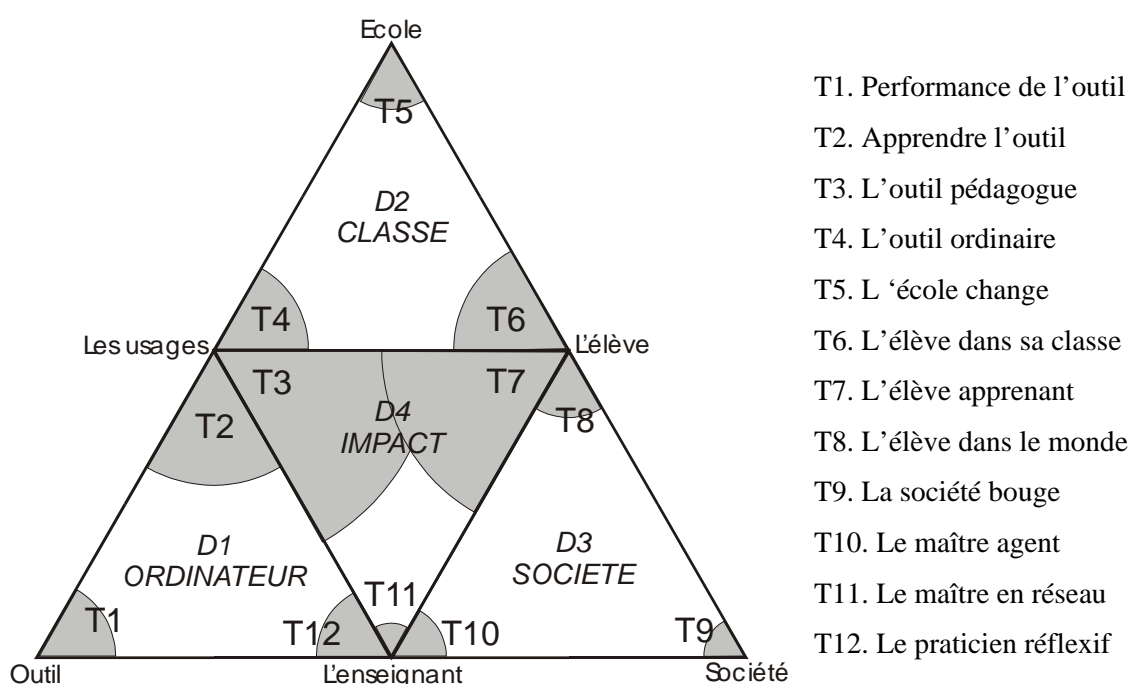 Ecole
T5
D2
CLASSE
T4
T6
Les usages
L'élève
T3
T7
T2
D4
IMPACT
T8
D1
ORDINATEUR
D3
SOCIETE
T11
T1
T12
T10
T9
Outil
L'enseignant
Société
T1. Performance de l’outil
T2. Apprendre l’outil
T3. L’outil pédagogue
T4. L’outil ordinaire
T5. L ‘école change
T6. L’élève dans sa classe
T7. L’élève apprenant
T8. L’élève dans le monde
T9. La société bouge
T10. Le maître agent
T11. Le maître en réseau
T12. Le praticien réflexif